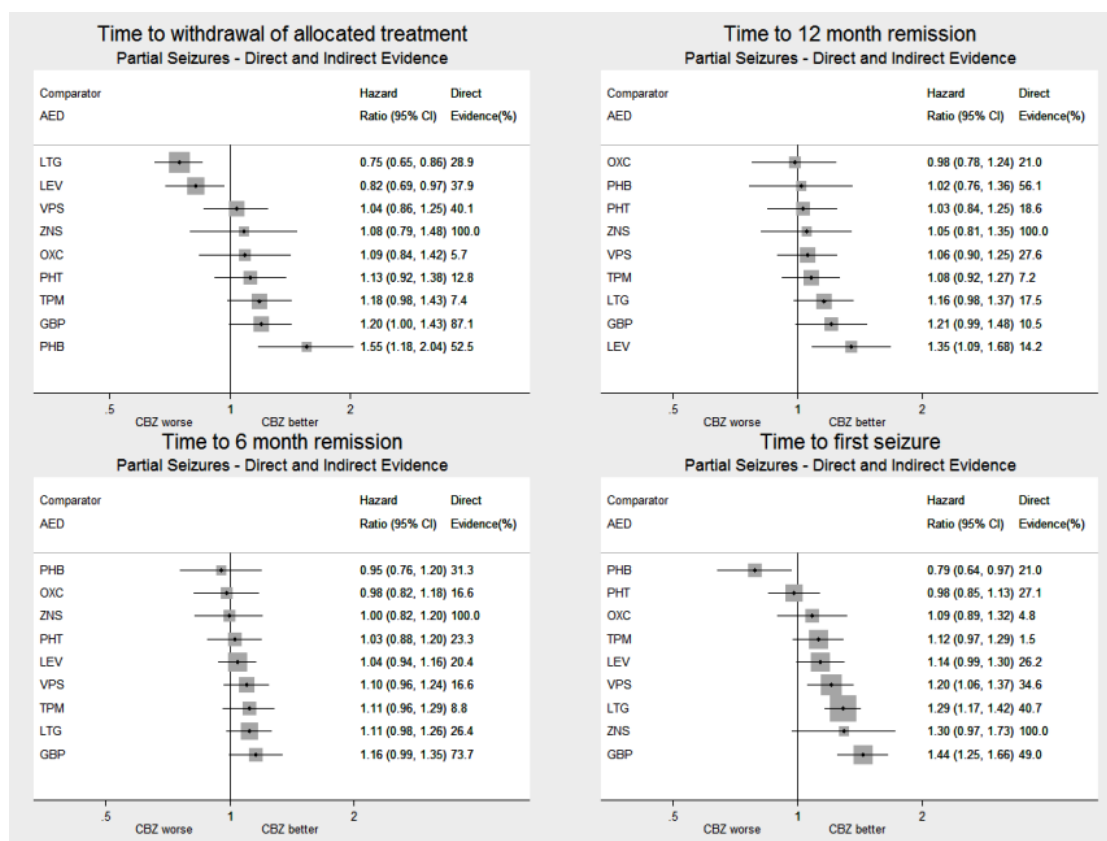 Time to withdrawal of allocated treatment
Partial Seizures - Direct and Indirect Evidence
Comparator Hazard Direct
AED Ratio (95% CI) Evidence(%)
LTG 0.75 (0.65, 0.86) 28.9
LEV 0.82 (0.69, 0.97) 37.9
VPS 1.04 (0.86, 1.25) 40.1
ZNS 1.08 (0.79, 1.48) 100.0
OXC 1.09 (0.84, 1.42) 5.7
PHT 1.13 (0.92, 1.38) 12.8
TPM 1.18 (0.98, 1.43) 7.4
GBP 1.20 (1.00, 1.43) 87.1
PHB 1.55 (1.18, 2.04) 52.5
.5 1 2
CBZ worse CBZ better
Time to 12 month remission
Partial Seizures - Direct and Indirect Evidence
Comparator Hazard Direct
AED Ratio (95% CI) Evidence(%)
OXC 0.98 (0.78, 1.24) 21.0
PHB 1.02 (0.76, 1.36) 56.1
PHT 1.03 (0.84, 1.25) 18.6
ZNS 1.05 (0.81, 1.35) 100.0
VPS 1.06 (0.90, 1.25) 27.6
TPM 1.08 (0.92, 1.27) 7.2
LTG 1.16 (0.98, 1.37) 17.5
GBP 1.21 (0.99, 1.48) 10.5
LEV 1.35 (1.09, 1.68) 14.2
.5 1 2
CBZ worse CBZ better
Time to 6 month remission
Partial Seizures - Direct and Indirect Evidence
Comparator Hazard Direct
AED Ratio (95% CI) Evidence(%)
PHB 0.95 (0.76, 1.20) 31.3
OXC 0.98 (0.82, 1.18) 16.6
ZNS 1.00 (0.82, 1.20) 100.0
PHT 1.03 (0.88, 1.20) 23.3
LEV 1.04 (0.94, 1.16) 20.4
VPS 1.10 (0.96, 1.24) 16.6
TPM 1.11 (0.96, 1.29) 8.8
LTG 1.11 (0.98, 1.26) 26.4
GBP 1.16 (0.99, 1.35) 73.7
.5 1 2
CBZ worse CBZ better
Time to first seizure
Partial Seizures - Direct and Indirect Evidence
Comparator Hazard Direct
AED Ratio (95% CI) Evidence(%)
PHB 0.79 (0.64, 0.97) 21.0
PHT 0.98 (0.85, 1.13) 27.1
OXC 1.09 (0.89, 1.32) 4.8
TPM 1.12 (0.97, 1.29) 1.5
LEV 1.14 (0.99, 1.30) 26.2
VPS 1.20 (1.06, 1.37) 34.6
LTG 1.29 (1.17, 1.42) 40.7
ZNS 1.30 (0.97, 1.73) 100.0
GBP 1.44 (1.25, 1.66) 49.0
.5 1 2
CBZ worse CBZ better